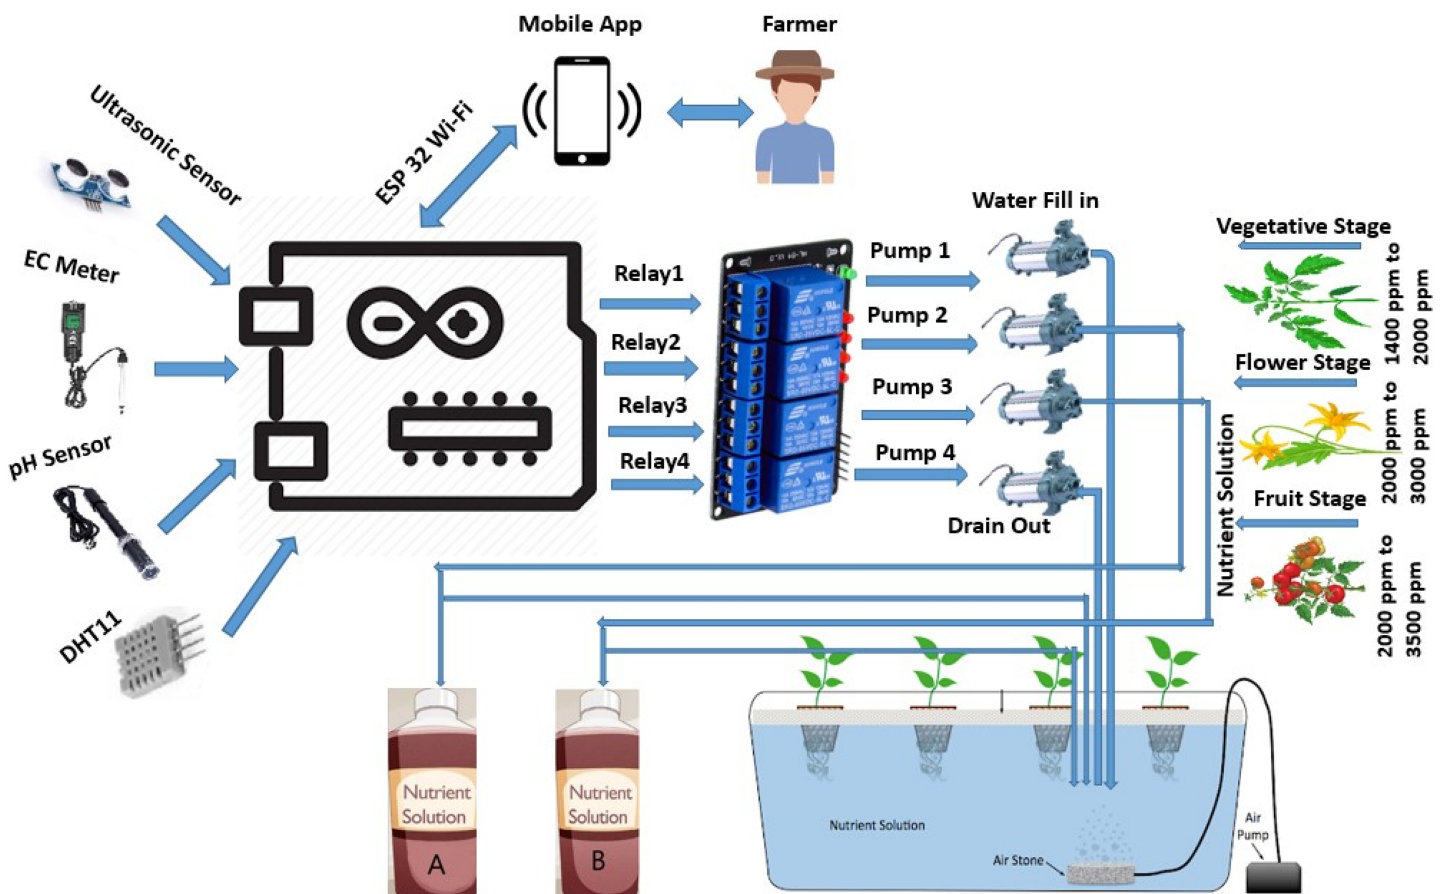 Mobile App
Farmer
Ultrasonic Sensor
ESP 32 Wi-Fi
EC Meter
pH Sensor
DHT11
Relay1
Relay2
Relay3
Relay4
Pump 1
Pump 2
Pump 3
Pump 4
Water Fill in
Drain Out
Vegetative Stage
1400 ppm to
2000 ppm
Flower Stage
2000 ppm to
3000 ppm
Fruit Stage
2000 ppm to
3500 ppm
Nutrient Solution
Nutrient
Solution
A
Nutrient
Solution
B
Nutrient Solution
Air Stone
Air
Pump